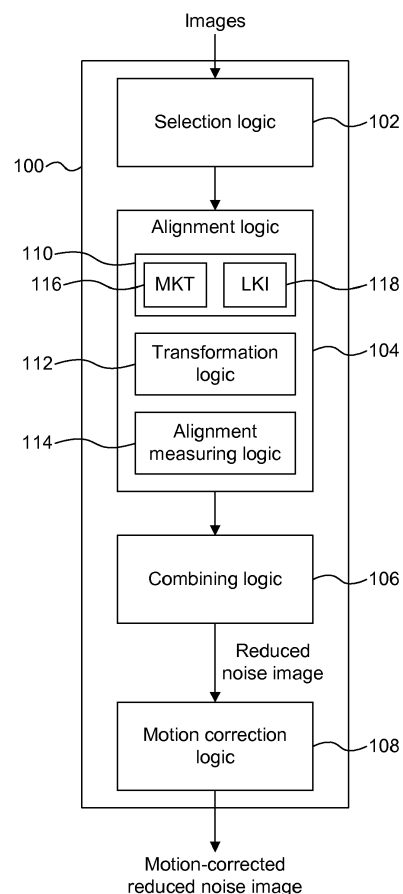 Images
Selection logic
102
100
Alignment logic
110
116
MKT
LKI
118
Transformation
logic
112
104
Alignment
measuring logic
114
Combining logic
106
Reduced
noise image
Motion correction
logic
108
Motion-corrected
reduced noise image